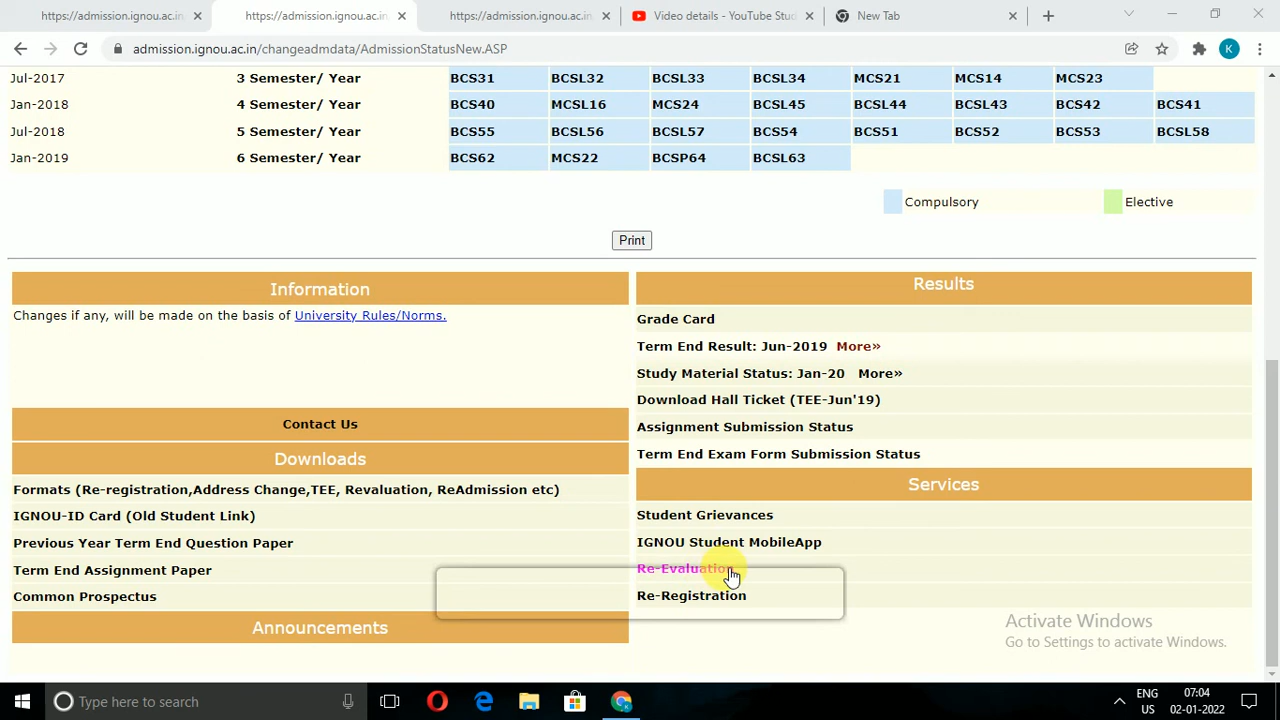 https://admission.ignou.ac.in
https://admission.ignou.ac.in
https://admission.ignou.ac.in
Video details - YouTube Stud
New Tab
admission.ignou.ac.in/changeadmdata/AdmissionStatusNew.ASP
K
Jul-2017 3 Semester/ Year BCS31 BCSL32 BCSL33 BCSL34 MCS21 MCS14 MCS23
Jan-2018 4 Semester/ Year BCS40 MCSL16 MCS24 BCSL45 BCSL44 BCSL43 BCS42 BCS41
Jul-2018 5 Semester/ Year BCS55 BCSL56 BCSL57 BCS54 BCS51 BCS52 BCS53 BCSL58
Jan-2019 6 Semester/ Year BCS62 MCS22 BCSP64 BCSL63
Compulsory Elective
Print
Information
Changes if any, will be made on the basis of University Rules/Norms.
Contact Us
Downloads
Formats (Re-registration,Address Change,TEE, Revaluation, ReAdmission etc)
IGNOU-ID Card (Old Student Link)
Previous Year Term End Question Paper
Term End Assignment Paper
Common Prospectus
Announcements
Results
Grade Card
Term End Result: Jun-2019 More»
Study Material Status: Jan-20 More»
Download Hall Ticket (TEE-Jun'19)
Assignment Submission Status
Term End Exam Form Submission Status
Services
Student Grievances
IGNOU Student MobileApp
Re-Evaluation
Re-Registration
Activate Windows
Go to Settings to activate Windows.
Type here to search
ENG
US
07:04
02-01-2022